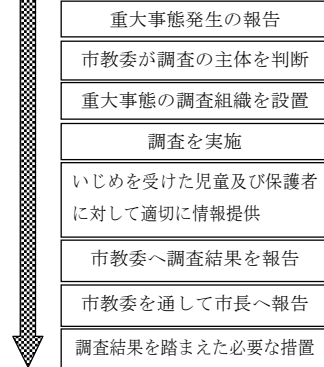 重大事態発生の報告
市教委が調査の主体を判断
重大事態の調査組織を設置
調査を実施
いじめを受けた児童及び保護者
に対して適切に情報提供
市教委へ調査結果を報告
市教委を通して市長へ報告
調査結果を踏まえた必要な措置